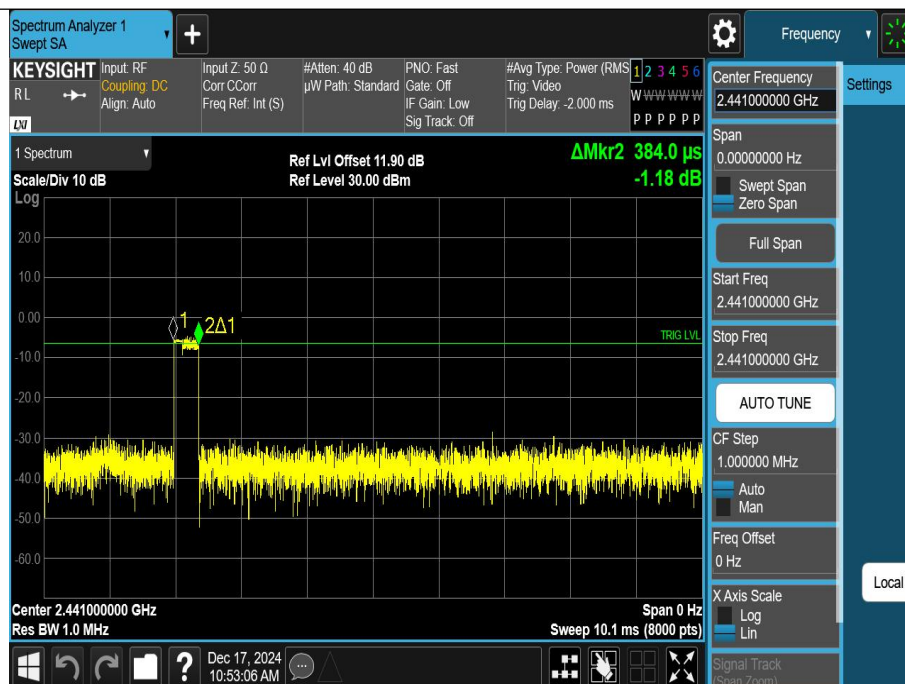 Spectrum Analyzer 1
Swept SA
Frequency
KEYSIGHT
RL
LXI
Input: RF
Coupling: DC
Align: Auto
Input Z: 50 Ω
Corr CCorr
Freq Ref: Int (S)
#Atten: 40 dB
µW Path: Standard
PNO: Fast
Gate: Off
IF Gain: Low
Sig Track: Off
#Avg Type: Power (RMS
Trig: Video
Trig Delay: -2.000 ms
1 2 3 4 5 6
W W W W W W
P P P P P P
1 Spectrum
Scale/Div 10 dB
Log
Ref Lvl Offset 11.90 dB
Ref Level 30.00 dBm
ΔMkr2 384.0 µs
-1.18 dB
20.0
10.0
0.00
-10.0
-20.0
-30.0
-40.0
-50.0
-60.0
1
2Δ1
TRIG LVL
Center 2.441000000 GHz
Res BW 1.0 MHz
Span 0 Hz
Sweep 10.1 ms (8000 pts)
?
Dec 17, 2024
10:53:06 AM
Center Frequency
2.441000000 GHz
Span
0.00000000 Hz
Swept Span
Zero Span
Full Span
Start Freq
2.441000000 GHz
Stop Freq
2.441000000 GHz
AUTO TUNE
CF Step
1.000000 MHz
Auto
Man
Freq Offset
0 Hz
X Axis Scale
Log
Lin
Signal Track
(Span Zoom)
Settings
Local